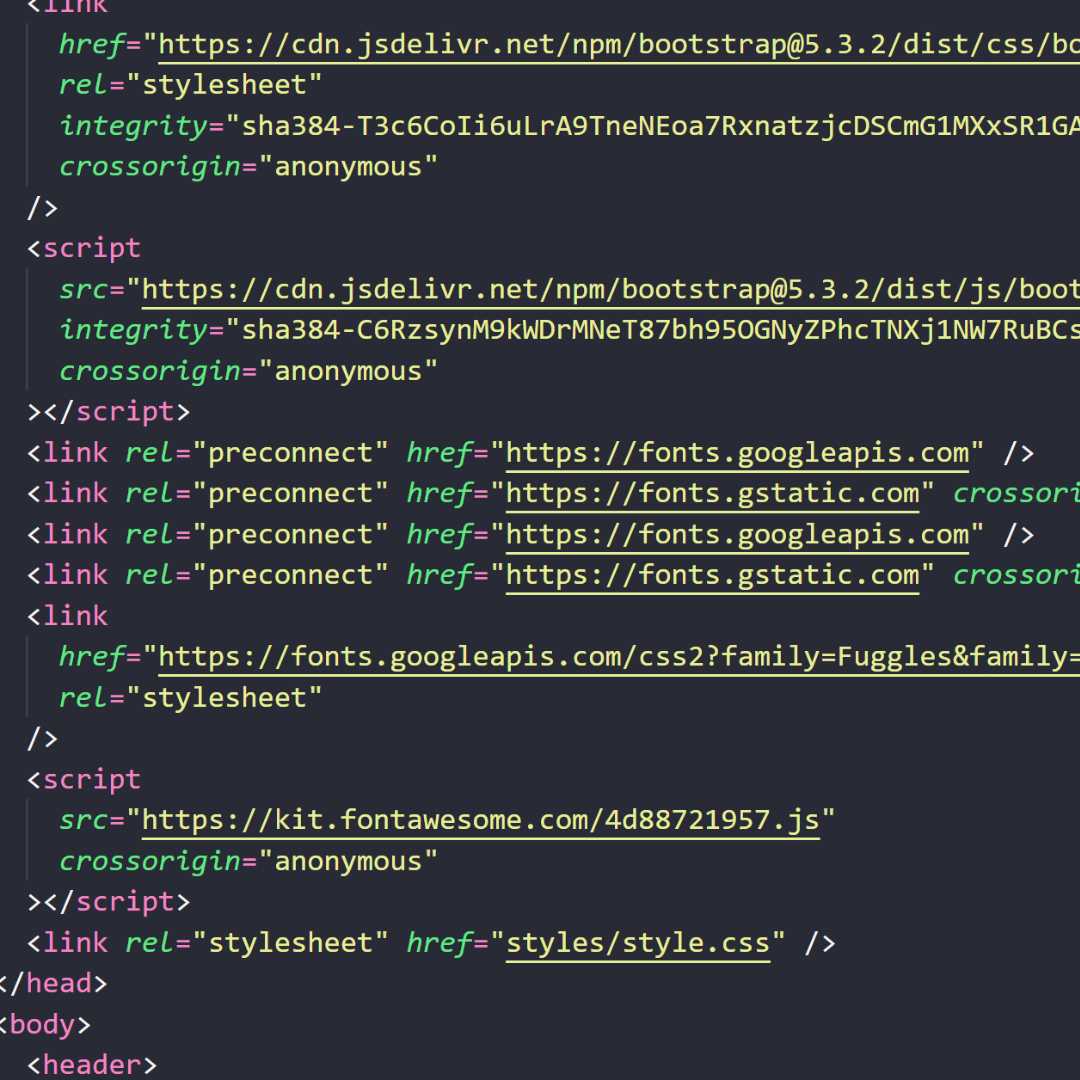 <link
href="https://cdn.jsdelivr.net/npm/bootstrap@5.3.2/dist/css/bo
rel="stylesheet"
integrity="sha384-T3c6CoIi6uLrA9TneNEoa7RxnatzjcDSCmG1MXxSR1GA
crossorigin="anonymous"
/>
<script
src="https://cdn.jsdelivr.net/npm/bootstrap@5.3.2/dist/js/boot
integrity="sha384-C6RzsynM9kWDrMNeT87bh95OGNyZPhcTNXj1NW7RuBCs
crossorigin="anonymous"
></script>
<link rel="preconnect" href="https://fonts.googleapis.com" />
<link rel="preconnect" href="https://fonts.gstatic.com" crossori
<link rel="preconnect" href="https://fonts.googleapis.com" />
<link rel="preconnect" href="https://fonts.gstatic.com" crossori
<link
href="https://fonts.googleapis.com/css2?family=Fuggles&family=
rel="stylesheet"
/>
<script
src="https://kit.fontawesome.com/4d88721957.js"
crossorigin="anonymous"
></script>
<link rel="stylesheet" href="styles/style.css" />
</head>
<body>
<header>